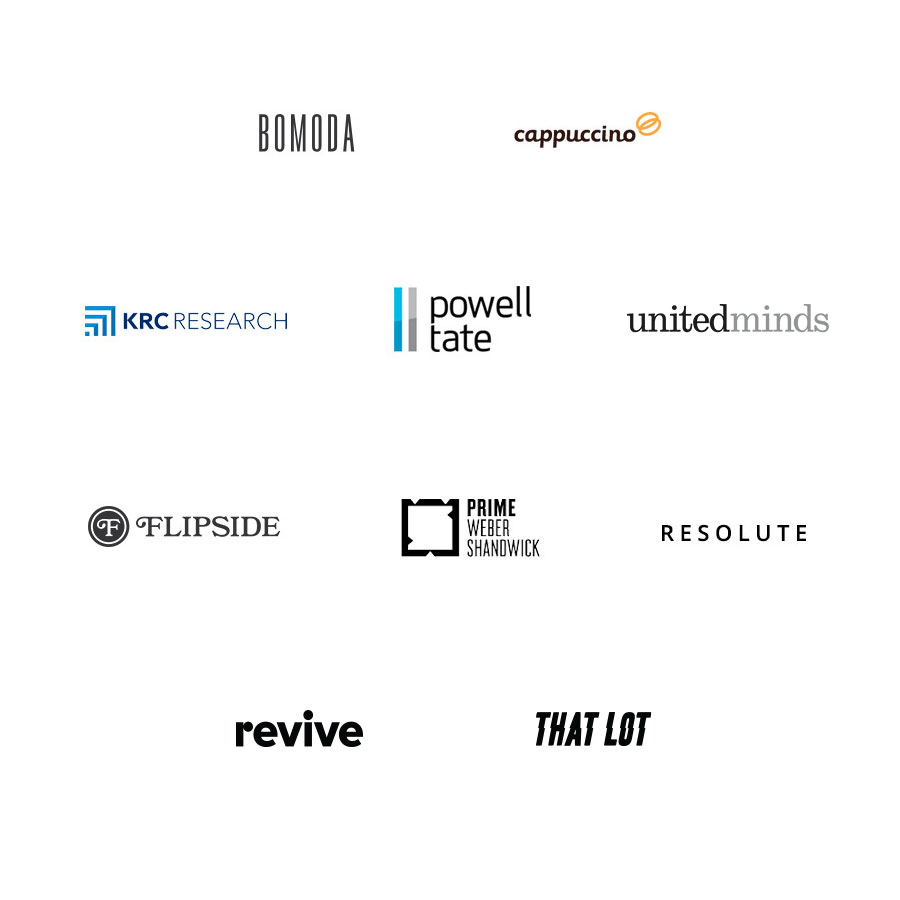 BOMODA
cappuccino
KRC RESEARCH
powell
tate
unitedminds
F FLIPSIDE
PRIME
WEBER
SHANDWICK
RESOLUTE
revive
THAT LOT